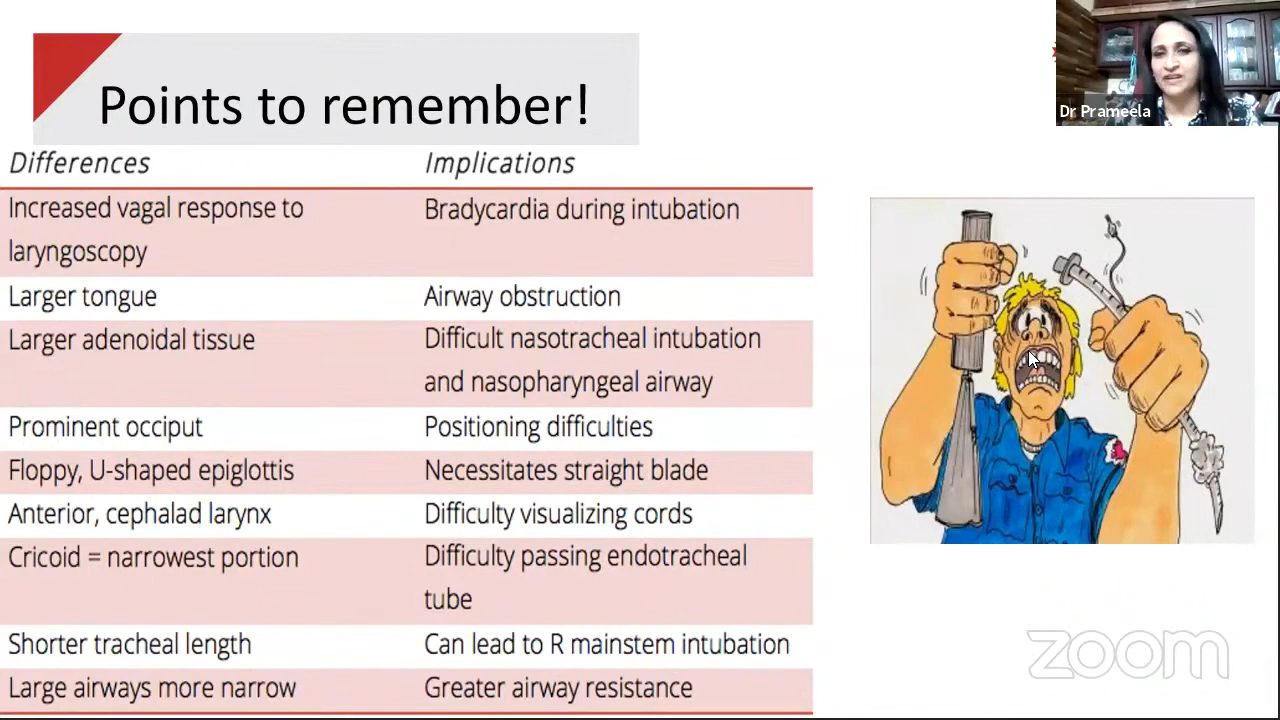 Points to remember!
Dr Prameela
Differences Implications
Increased vagal response to Bradycardia during intubation
laryngoscopy
Larger tongue Airway obstruction
Larger adenoidal tissue Difficult nasotracheal intubation
and nasopharyngeal airway
Prominent occiput Positioning difficulties
Floppy, U-shaped epiglottis Necessitates straight blade
Anterior, cephalad larynx Difficulty visualizing cords
Cricoid = narrowest portion Difficulty passing endotracheal
tube
Shorter tracheal length Can lead to R mainstem intubation
Large airways more narrow Greater airway resistance
zoom